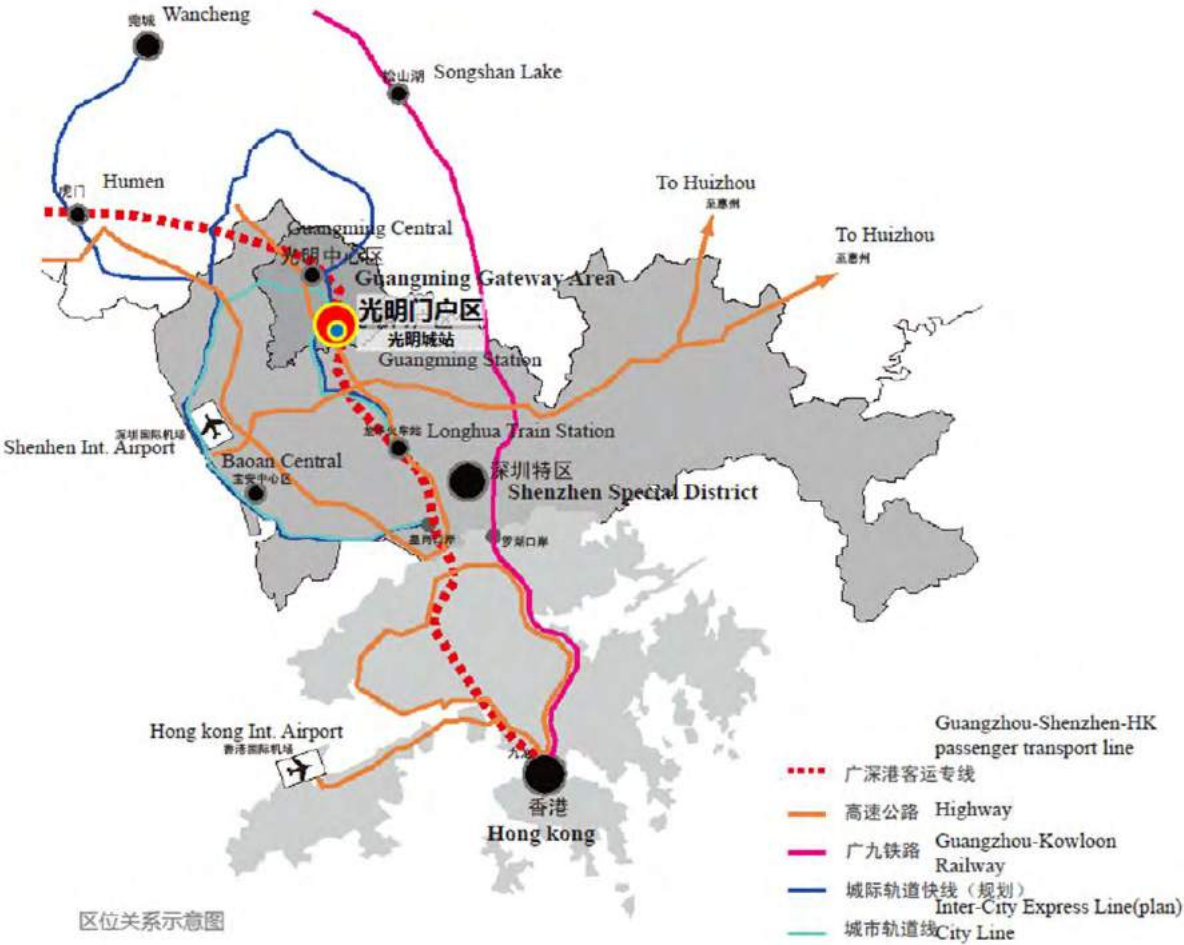 莞城 Wancheng
松山湖 Songshan Lake
虎门 Humen
To Huizhou
至惠州
To Huizhou
至惠州
Guangming Central
光明中心区
Guangming Gateway Area
光明门户区
光明城站
Guangming Station
深圳国际机场
Shenhen Int. Airport
Longhua Train Station
Baoan Central
宝安中心区
深圳特区
Shenzhen Special District
皇岗口岸
罗湖口岸
Hong kong Int. Airport
香港国际机场
香港
Hong kong
Guangzhou-Shenzhen-HK
passenger transport line
广深港客运专线
高速公路 Highway
广九铁路 Guangzhou-Kowloon
Railway
城际轨道快线（规划）
Inter-City Express Line(plan)
城市轨道线 City Line
区位关系示意图